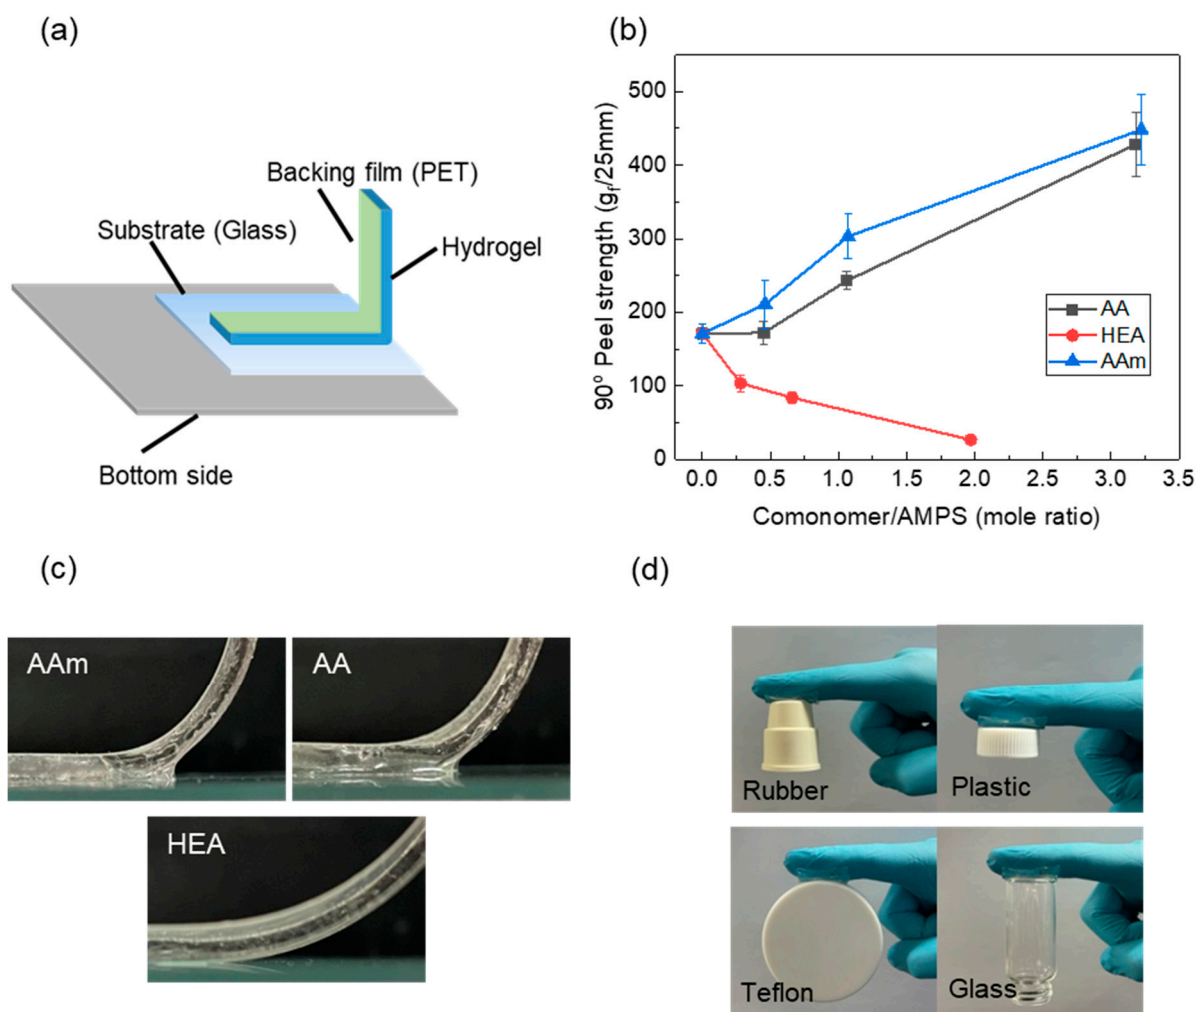 (a)
Backing film (PET)
Substrate (Glass)
Hydrogel
Bottom side
(b)
90° Peel strength (gf/25mm)
500
400
300
200
100
0
0.0 0.5 1.0 1.5 2.0 2.5 3.0 3.5
Comonomer/AMPS (mole ratio)
AA
HEA
AAm
(c)
AAm
AA
HEA
(d)
Rubber
Plastic
Teflon
Glass